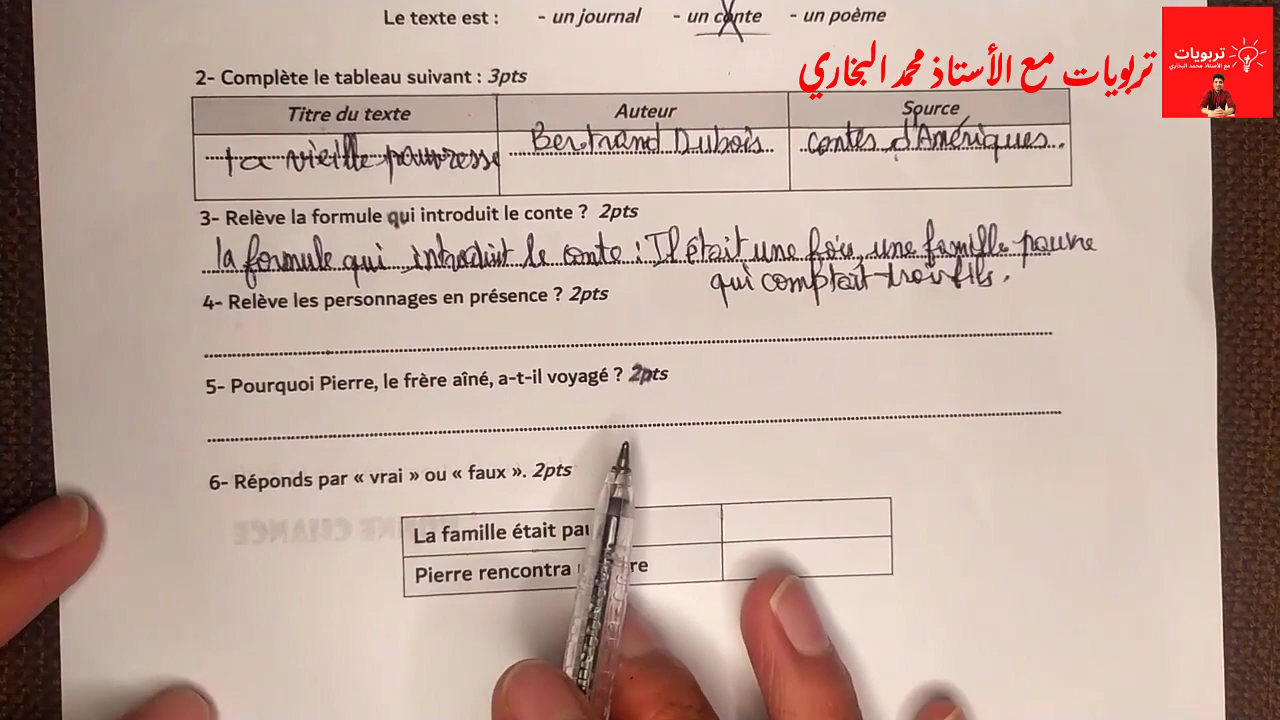 Le texte est : - un journal - un conte - un poème
تربويات مع الأستاذ محمد البخاري
تربويات
مع الأستاذ محمد البخاري
2- Complète le tableau suivant : 3pts
Titre du texte Auteur Source
La vieille pauvresse Bertrand Dubois contes d'Amériques.
3- Relève la formule qui introduit le conte ? 2pts
la formule qui introduit le conte : Il était une fois, une famille pauvre
qui comptait trois fils.
4- Relève les personnages en présence ? 2pts
5- Pourquoi Pierre, le frère aîné, a-t-il voyagé ? 2pts
6- Réponds par « vrai » ou « faux ». 2pts
La famille était
Pierre rencontra